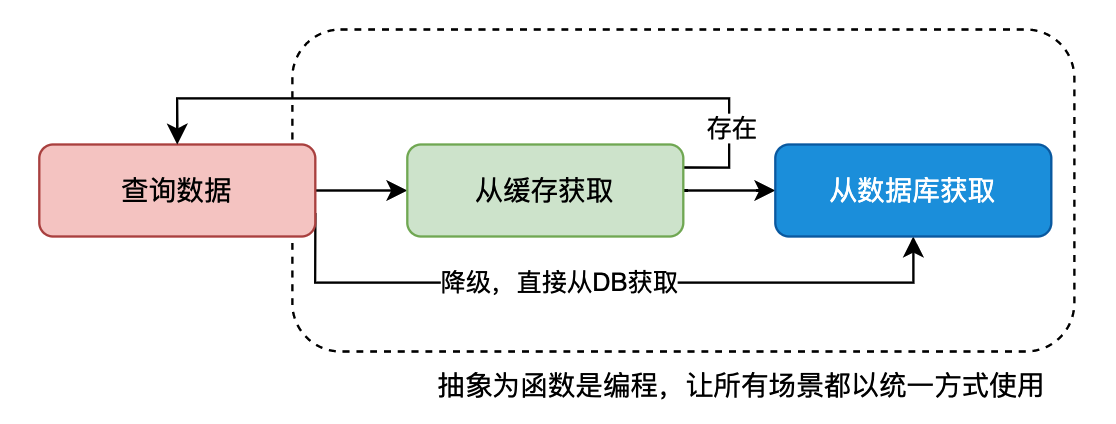 存在
查询数据
从缓存获取
从数据库获取
降级，直接从DB获取
抽象为函数是编程，让所有场景都以统一方式使用